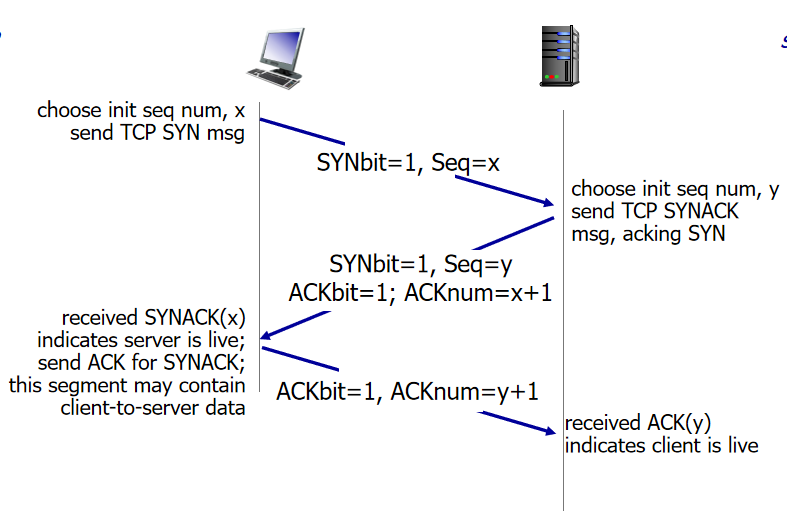 choose init seq num, x
send TCP SYN msg
SYNbit=1, Seq=x
choose init seq num, y
send TCP SYNACK
msg, acking SYN
SYNbit=1, Seq=y
ACKbit=1; ACKnum=x+1
received SYNACK(x)
indicates server is live;
send ACK for SYNACK;
this segment may contain
client-to-server data
ACKbit=1, ACKnum=y+1
received ACK(y)
indicates client is live